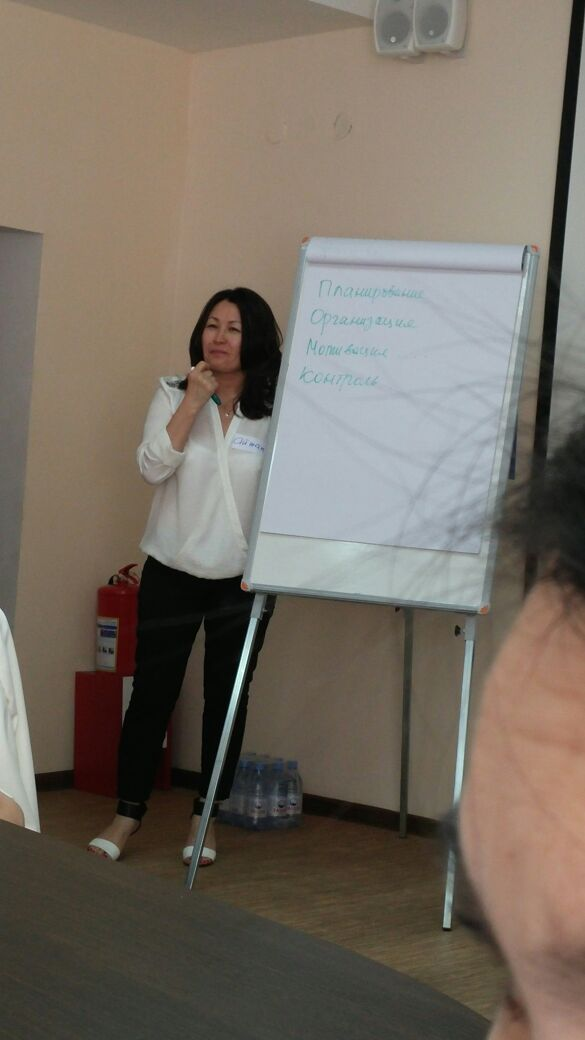 Планирование
Организация
Мотивация .....
Контроль